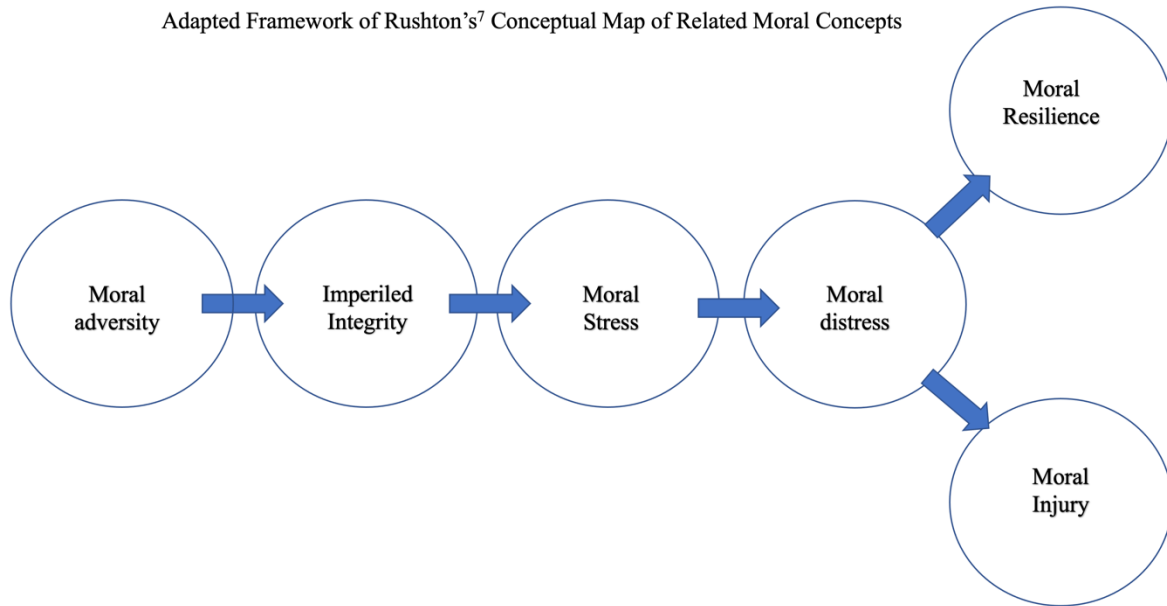 Adapted Framework of Rushton’s⁷ Conceptual Map of Related Moral Concepts
Moral
Resilience
Moral
adversity
Imperiled
Integrity
Moral
Stress
Moral
distress
Moral
Injury